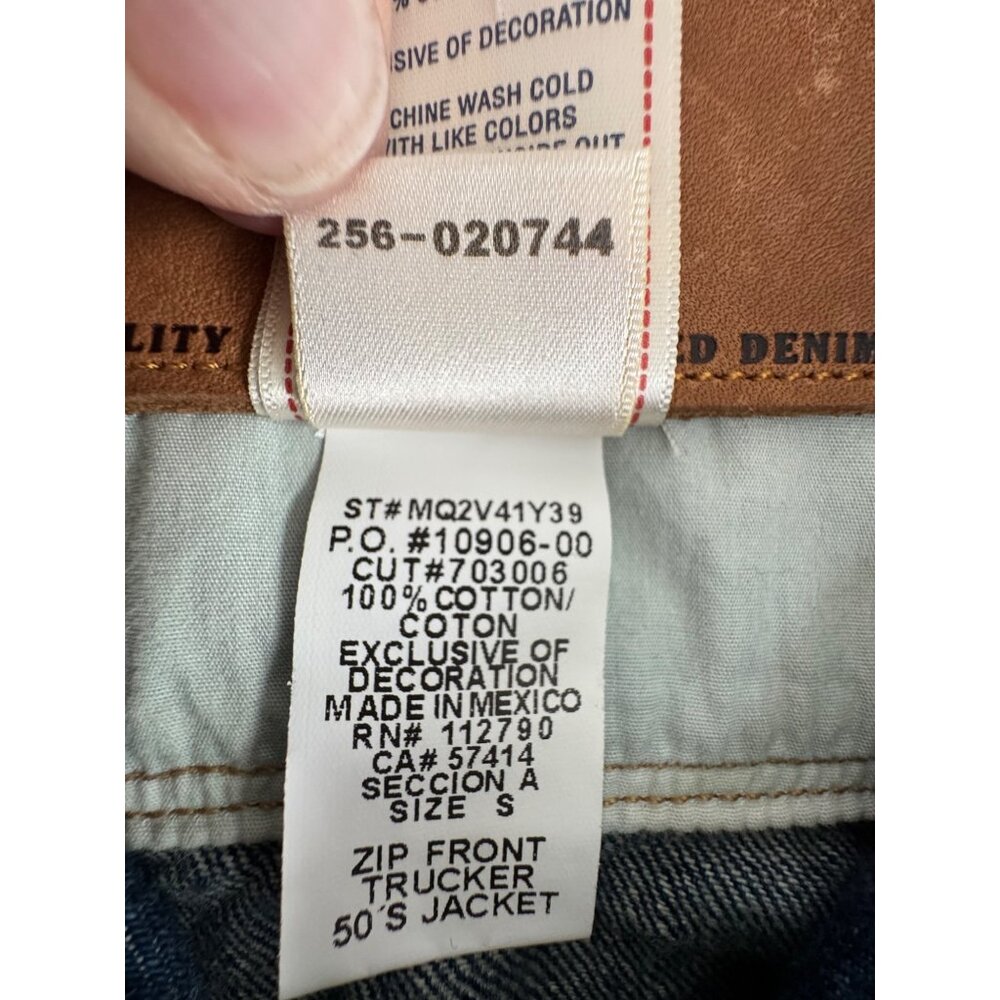 SIVE OF DECORATION
CHINE WASH COLD
WITH LIKE COLORS
OUT
256-020744
LITY
ED DENIM
ST# MQ2V41Y39
P.O. #10906-00
CUT#703006
100% COTTON/
COTON
EXCLUSIVE OF
DECORATION
MADE IN MEXICO
RN# 112790
CA# 57414
SECCION A
SIZE S
ZIP FRONT
TRUCKER
50'S JACKET